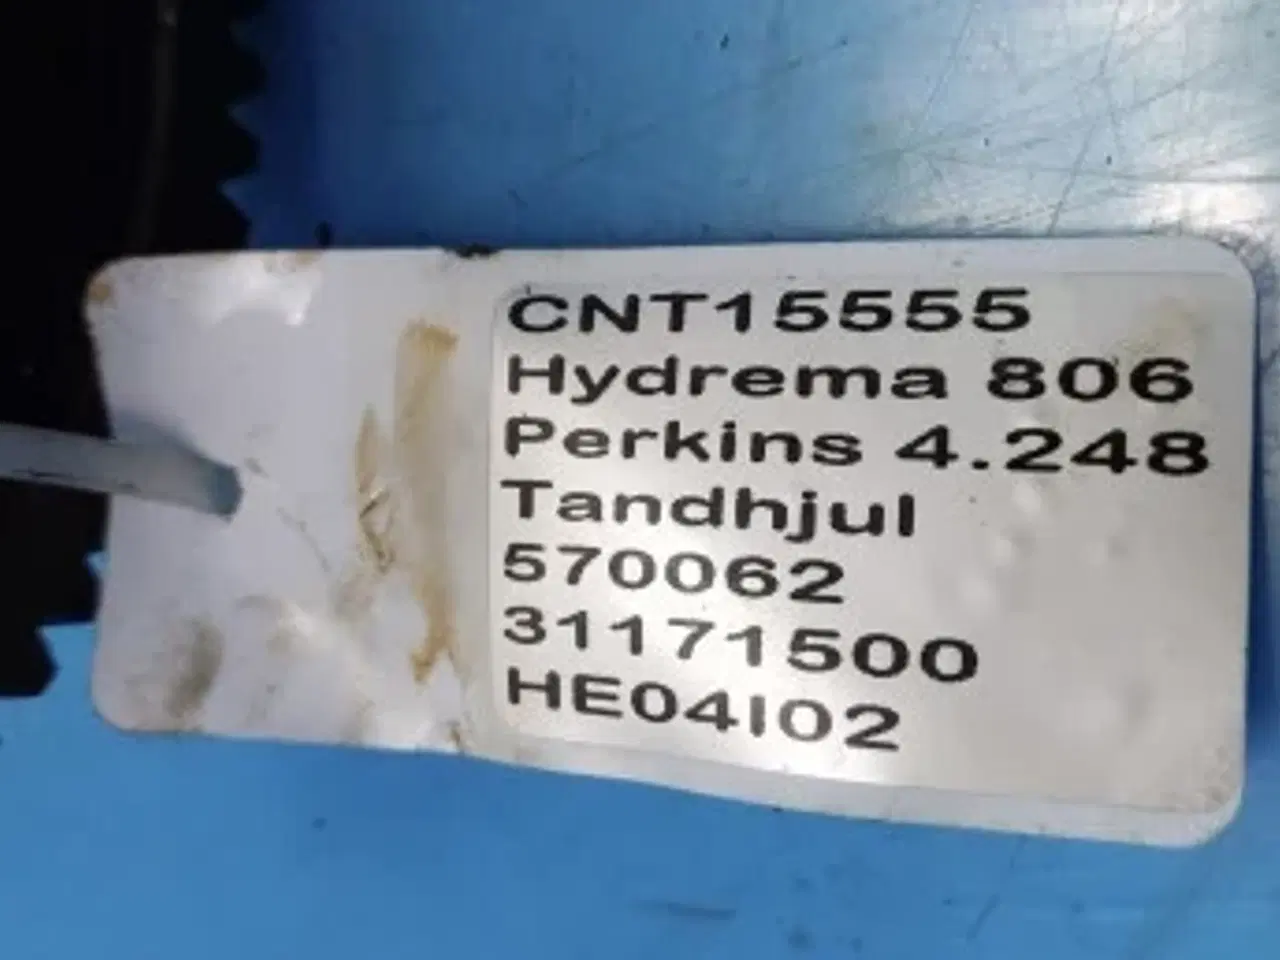 CNT15555
Hydrema 806
Perkins 4.248
Tandhjul
570062
31171500
HE04I02